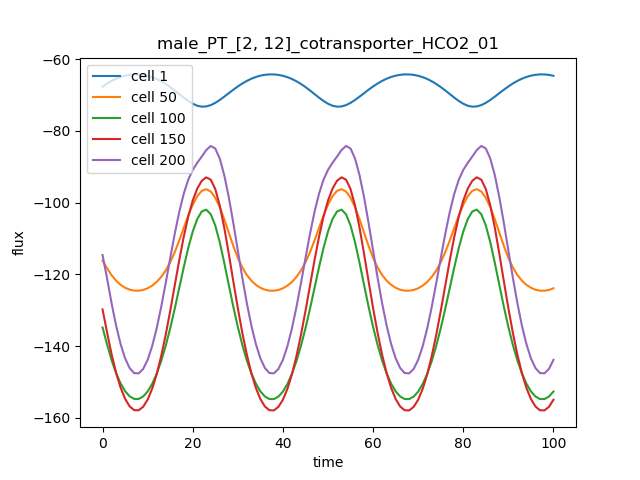 male_PT_[2, 12]_cotransporter_HCO2_01
cell 1
cell 50
cell 100
cell 150
cell 200
−60
−80
−100
−120
−140
−160
flux
0
20
40
60
80
100
time